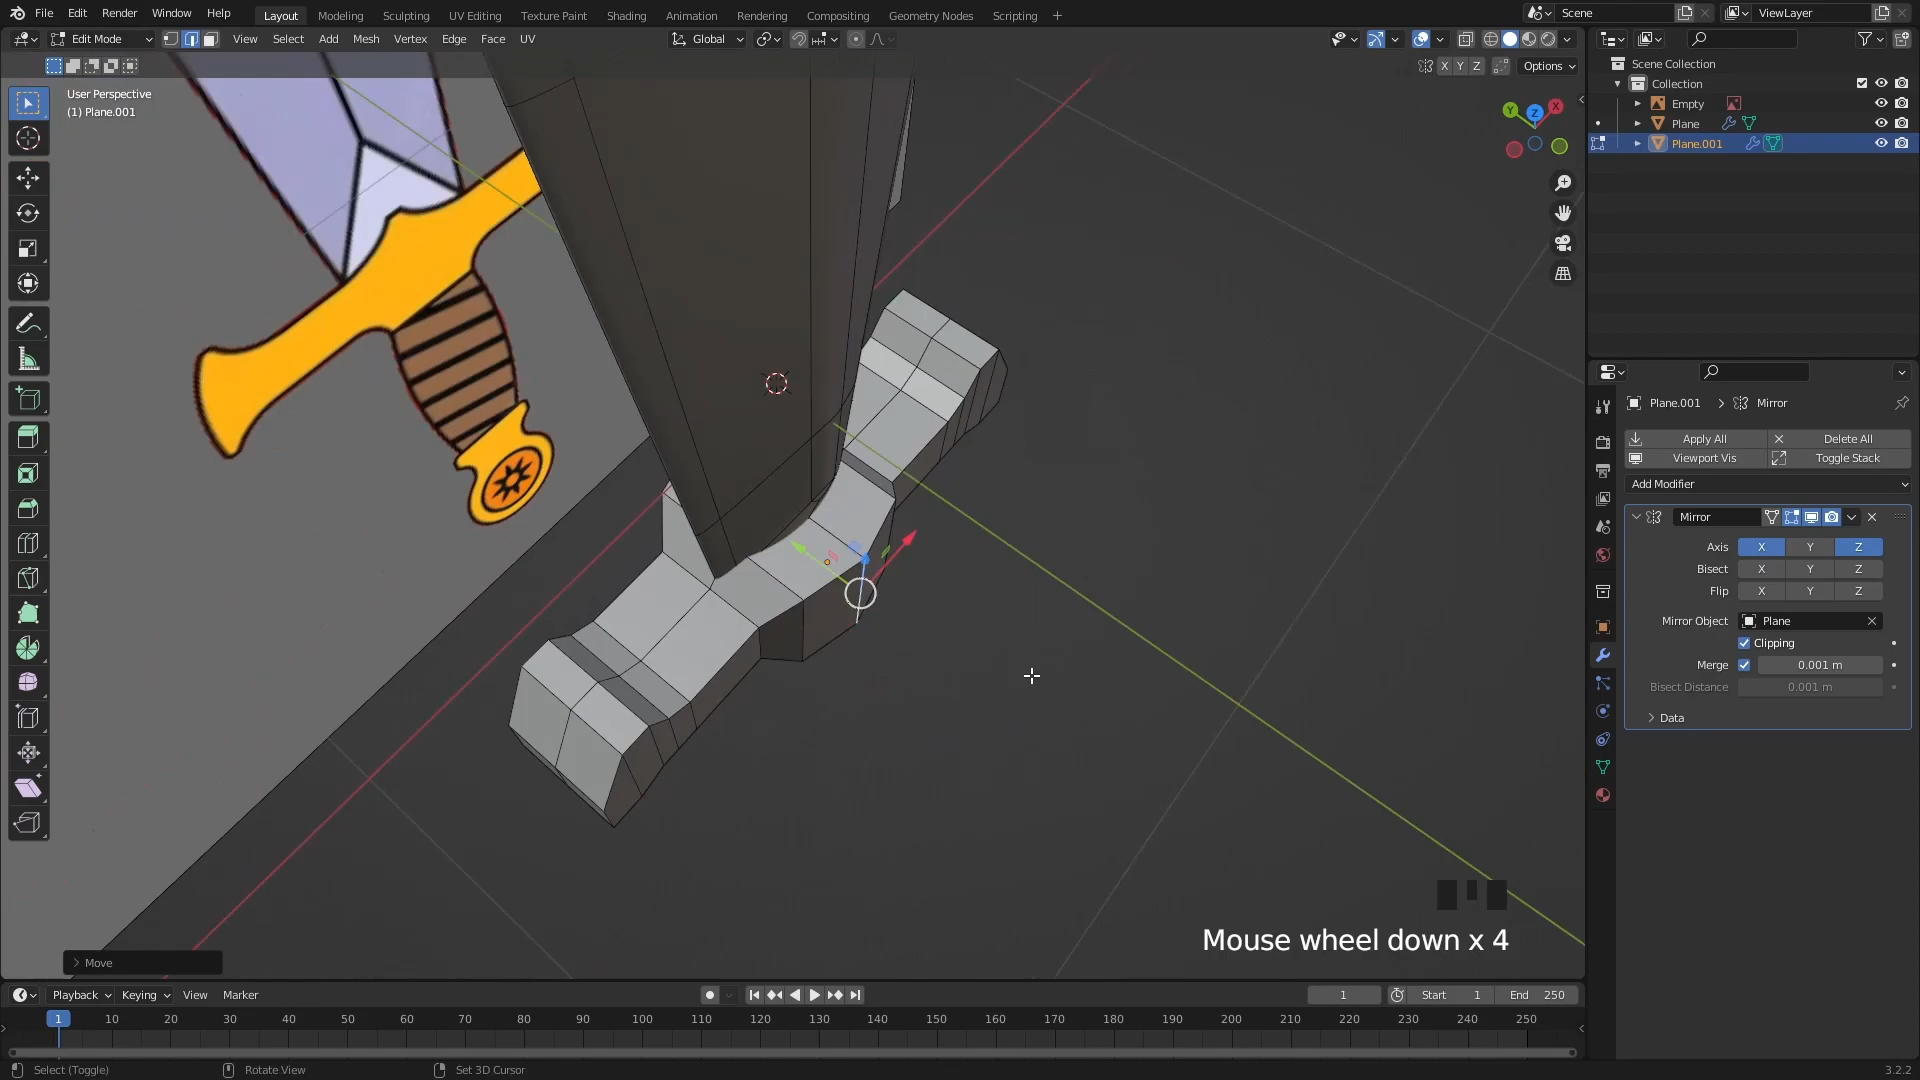 File Edit Render Window Help Layout Modeling Sculpting UV Editing Texture Paint Shading Animation Rendering Compositing Geometry Nodes Scripting + Scene ViewLayer
Edit Mode View Select Add Mesh Vertex Edge Face UV Global
X Y Z Options
User Perspective
(1) Plane.001
Y Z X
Scene Collection
Collection
Empty
Plane
Plane.001
Plane.001 > Mirror
Apply All Delete All
Viewport Vis Toggle Stack
Add Modifier
Mirror
Axis X Y Z
Bisect X Y Z
Flip X Y Z
Mirror Object Plane
Clipping
Merge 0.001 m
Bisect Distance 0.001 m
Data
Mouse wheel down x 4
Move
Playback Keying View Marker 1 Start 1 End 250
1 10 20 30 40 50 60 70 80 90 100 110 120 130 140 150 160 170 180 190 200 210 220 230 240 250
Select (Toggle) Rotate View Set 3D Cursor 3.2.2